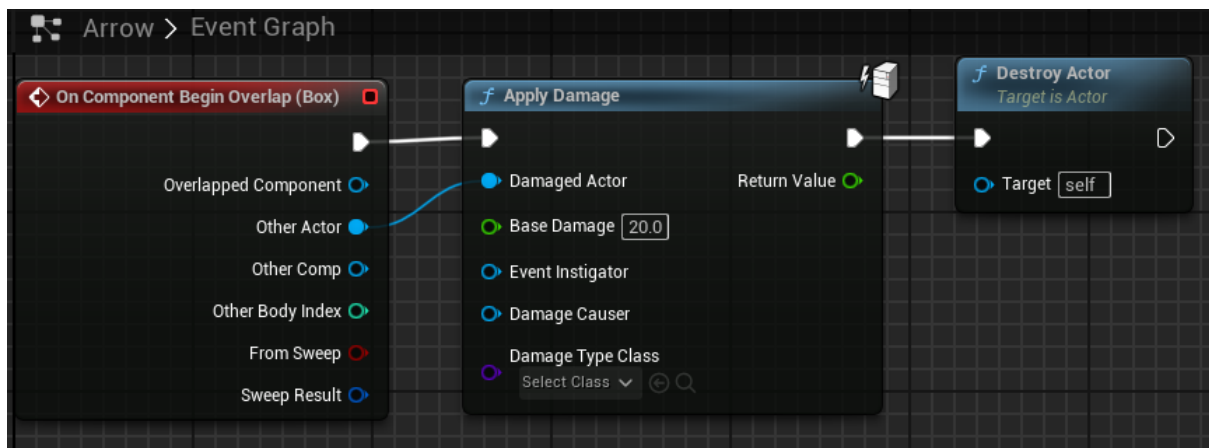 Arrow > Event Graph
On Component Begin Overlap (Box)
Overlapped Component
Other Actor
Other Comp
Other Body Index
From Sweep
Sweep Result
f Apply Damage
Damaged Actor
Return Value
Base Damage 20.0
Event Instigator
Damage Causer
Damage Type Class
Select Class
f Destroy Actor
Target is Actor
Target self